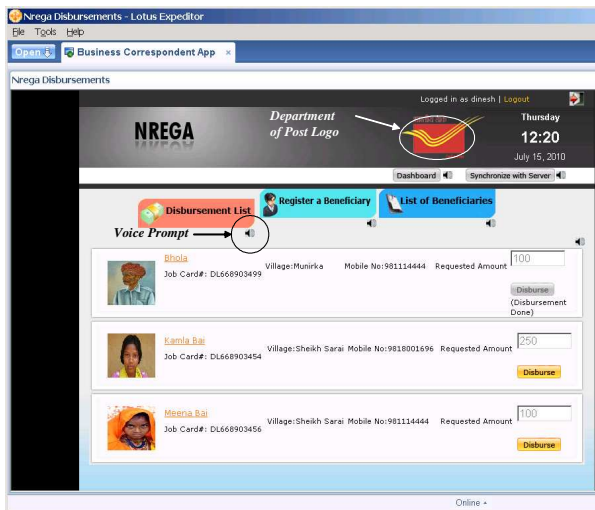 Nrega Disbursements - Lotus Expeditor
File Tools Help
Open
Business Correspondent App ×
Nrega Disbursements
Logged in as dinesh | Logout
NREGA
Department
of Post Logo
Thursday
12:20
July 15, 2010
Dashboard
Synchronize with Server
Disbursement List
Register a Beneficiary
List of Beneficiaries
Voice Prompt
Bhola
Job Card#: DL668903499
Village:Munirka Mobile No:981114444 Requested Amount 100
Disburse
(Disbursement
Done)
Kamla Bai
Job Card#: DL668903454
Village:Sheikh Sarai Mobile No:9818001696 Requested Amount 250
Disburse
Meena Bai
Job Card#: DL668903456
Village:Sheikh Sarai Mobile No:981114444 Requested Amount 100
Disburse
Online